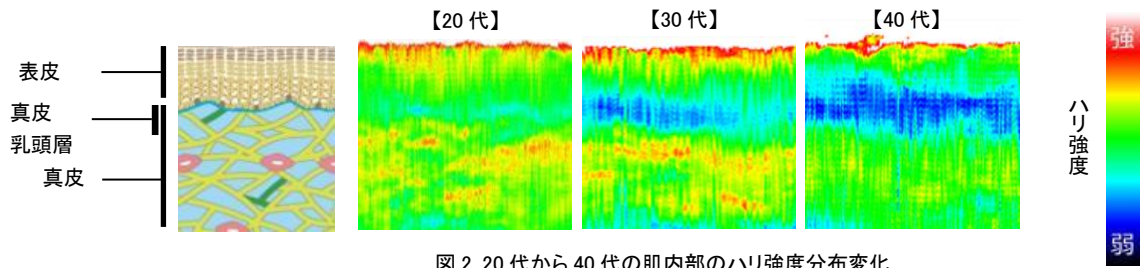 【20代】
【30代】
【40代】
表皮
真皮
乳頭層
真皮
強
ハリ強度
弱
図2 20代から40代の肌内部のハリ強度分布変化